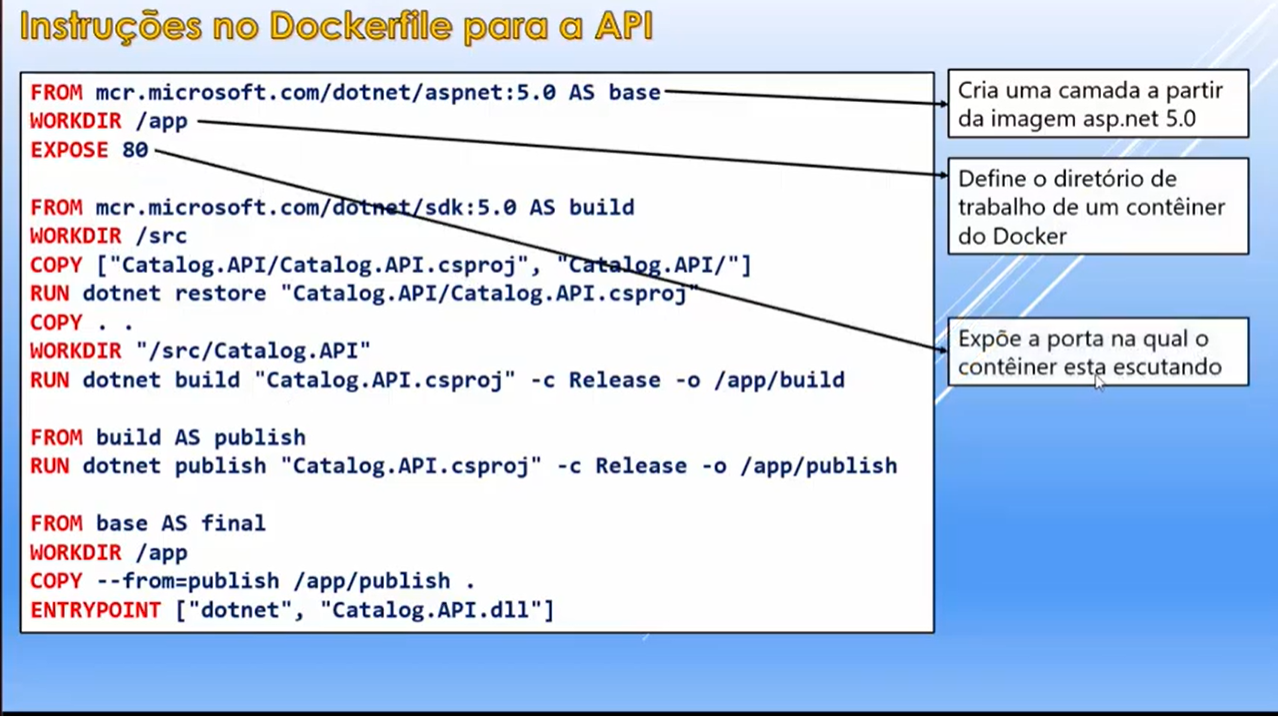 Instruções no Dockerfile para a API
FROM mcr.microsoft.com/dotnet/aspnet:5.0 AS base
WORKDIR /app
EXPOSE 80
FROM mcr.microsoft.com/dotnet/sdk:5.0 AS build
WORKDIR /src
COPY ["Catalog.API/Catalog.API.csproj", "Catalog.API/"]
RUN dotnet restore "Catalog.API/Catalog.API.csproj"
COPY . .
WORKDIR "/src/Catalog.API"
RUN dotnet build "Catalog.API.csproj" -c Release -o /app/build
FROM build AS publish
RUN dotnet publish "Catalog.API.csproj" -c Release -o /app/publish
FROM base AS final
WORKDIR /app
COPY --from=publish /app/publish .
ENTRYPOINT ["dotnet", "Catalog.API.dll"]
Cria uma camada a partir
da imagem asp.net 5.0
Define o diretório de
trabalho de um contêiner
do Docker
Expõe a porta na qual o
contêiner esta escutando